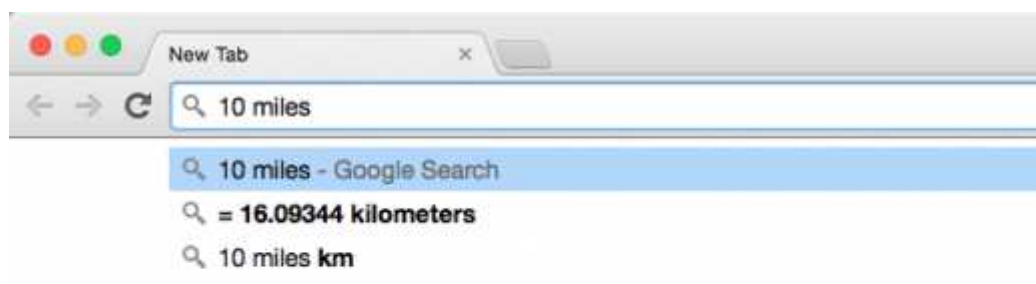 New Tab
10 miles
10 miles - Google Search
= 16.09344 kilometers
10 miles km